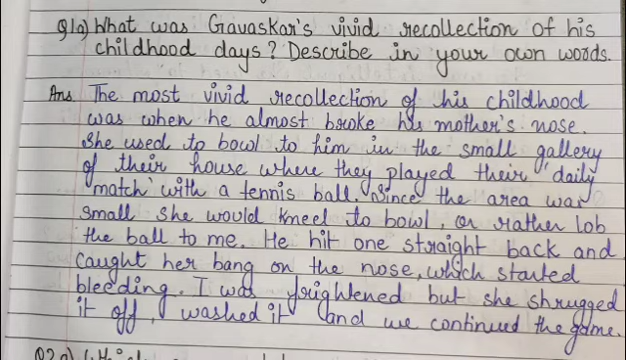 Q1a) What was Gavaskar's vivid recollection of his
childhood days? Describe in your own words.
Ans The most vivid recollection of his childhood
was when he almost broke his mother's nose.
She used to bowl to him in the small gallery
of their house where they played their "daily
match" with a tennis ball. Since the area was
small she would kneel to bowl, or rather lob
the ball to me. He hit one straight back and
caught her bang on the nose, which started
bleeding. I was frightened but she shrugged
it off, washed it and we continued the game.
Q2a)